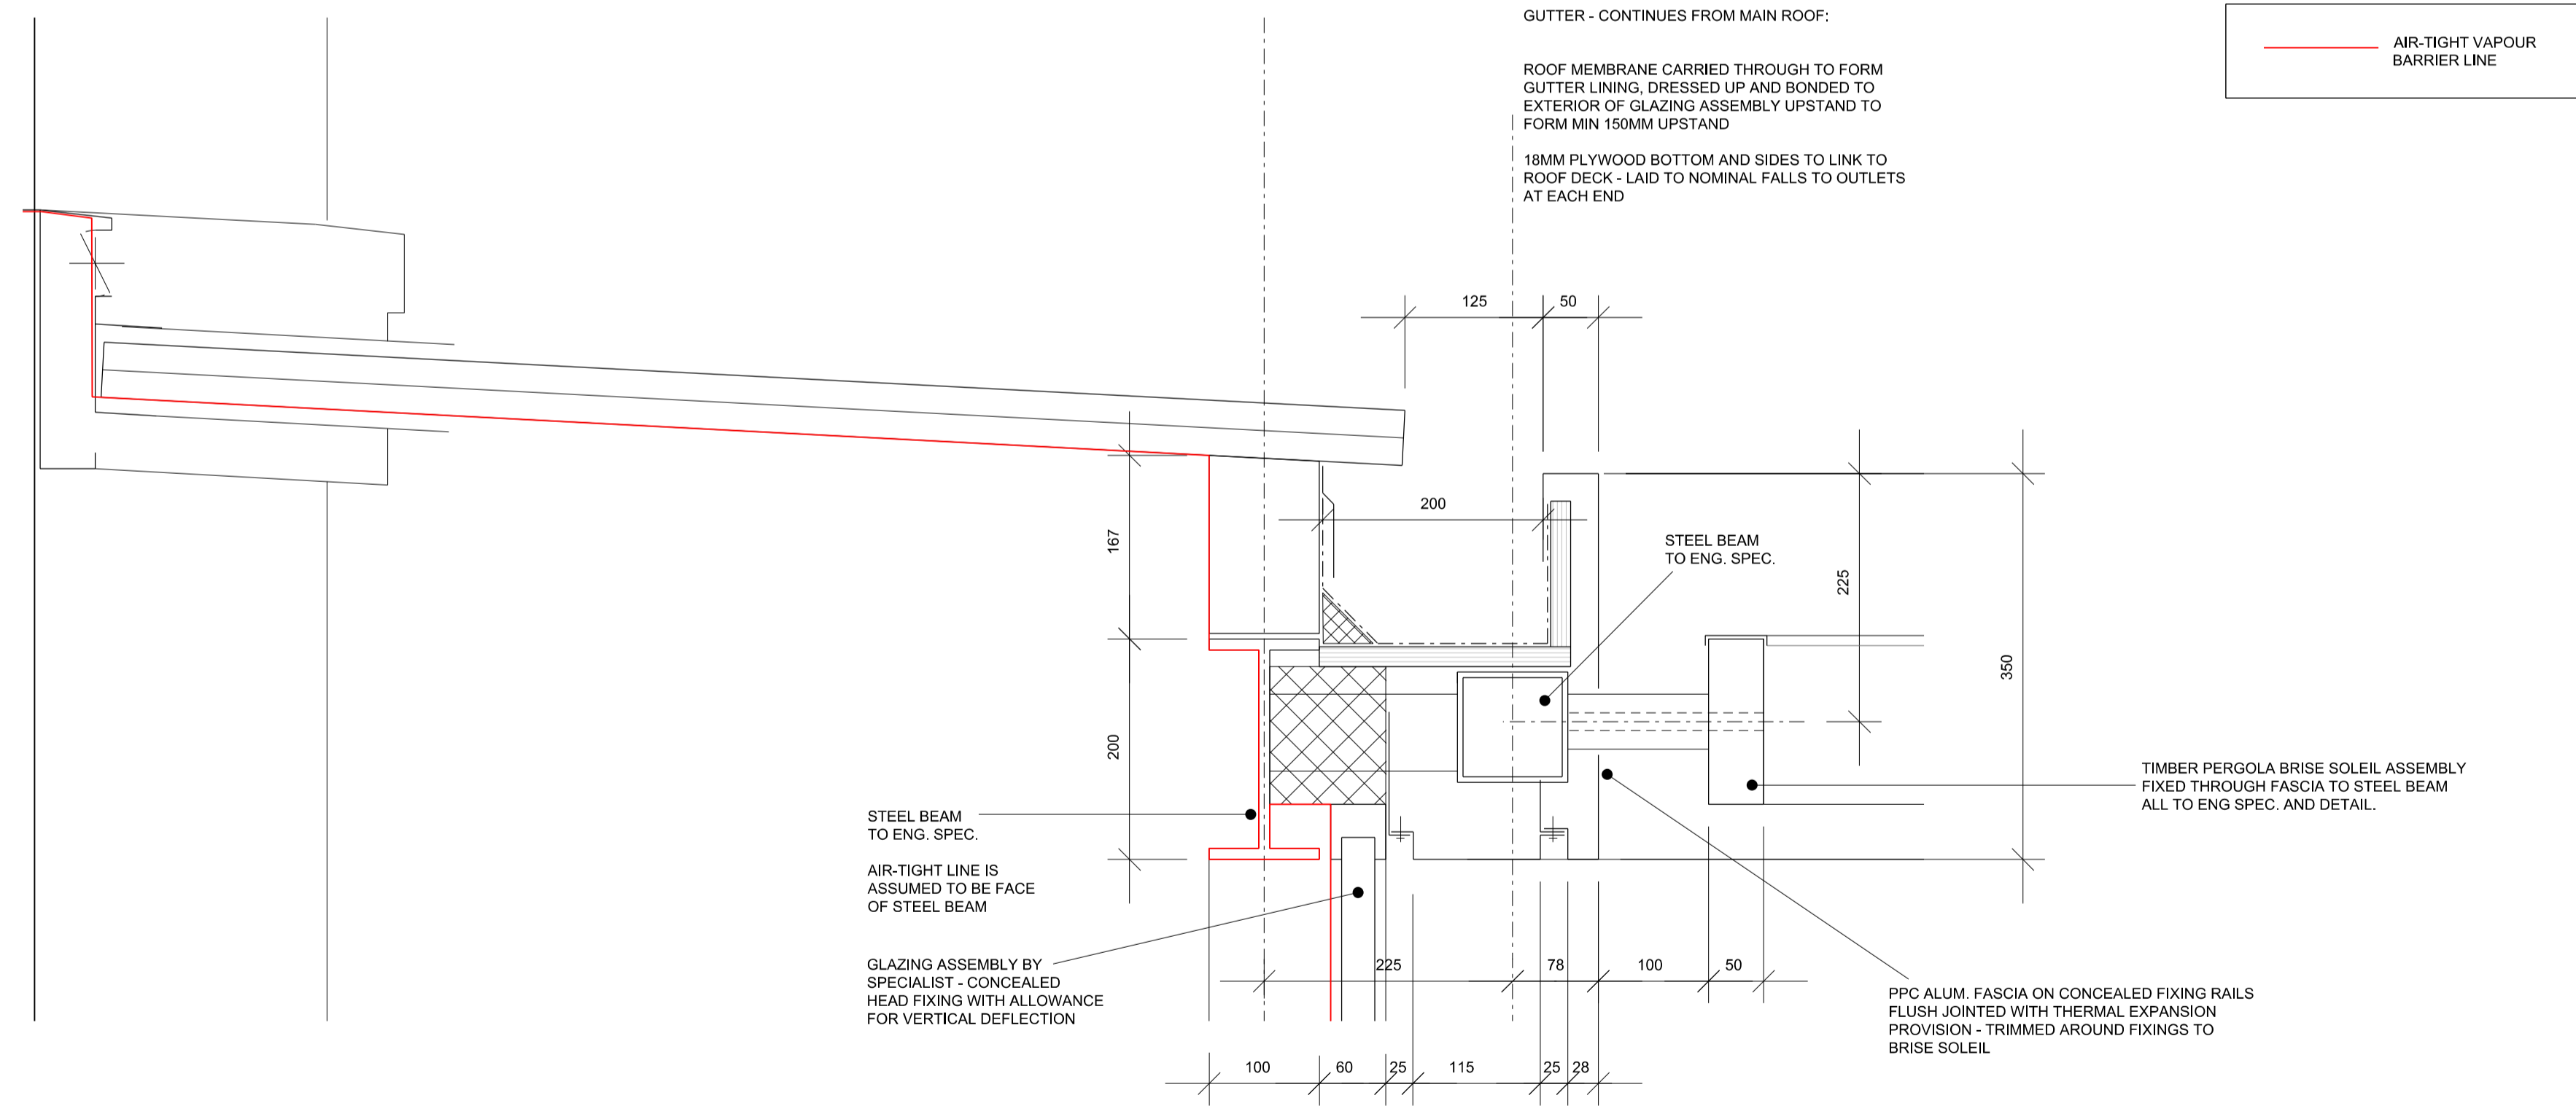 GUTTER - CONTINUES FROM MAIN ROOF:
ROOF MEMBRANE CARRIED THROUGH TO FORM
GUTTER LINING, DRESSED UP AND BONDED TO
EXTERIOR OF GLAZING ASSEMBLY UPSTAND TO
FORM MIN 150MM UPSTAND
18MM PLYWOOD BOTTOM AND SIDES TO LINK TO
ROOF DECK - LAID TO NOMINAL FALLS TO OUTLETS
AT EACH END
AIR-TIGHT VAPOUR
BARRIER LINE
125
50
200
167
STEEL BEAM
TO ENG. SPEC.
225
350
200
TIMBER PERGOLA BRISE SOLEIL ASSEMBLY
FIXED THROUGH FASCIA TO STEEL BEAM
ALL TO ENG SPEC. AND DETAIL.
STEEL BEAM
TO ENG. SPEC.
AIR-TIGHT LINE IS
ASSUMED TO BE FACE
OF STEEL BEAM
GLAZING ASSEMBLY BY
SPECIALIST - CONCEALED
HEAD FIXING WITH ALLOWANCE
FOR VERTICAL DEFLECTION
225
78
100
50
PPC ALUM. FASCIA ON CONCEALED FIXING RAILS
FLUSH JOINTED WITH THERMAL EXPANSION
PROVISION - TRIMMED AROUND FIXINGS TO
BRISE SOLEIL
100
60
25
115
25
28